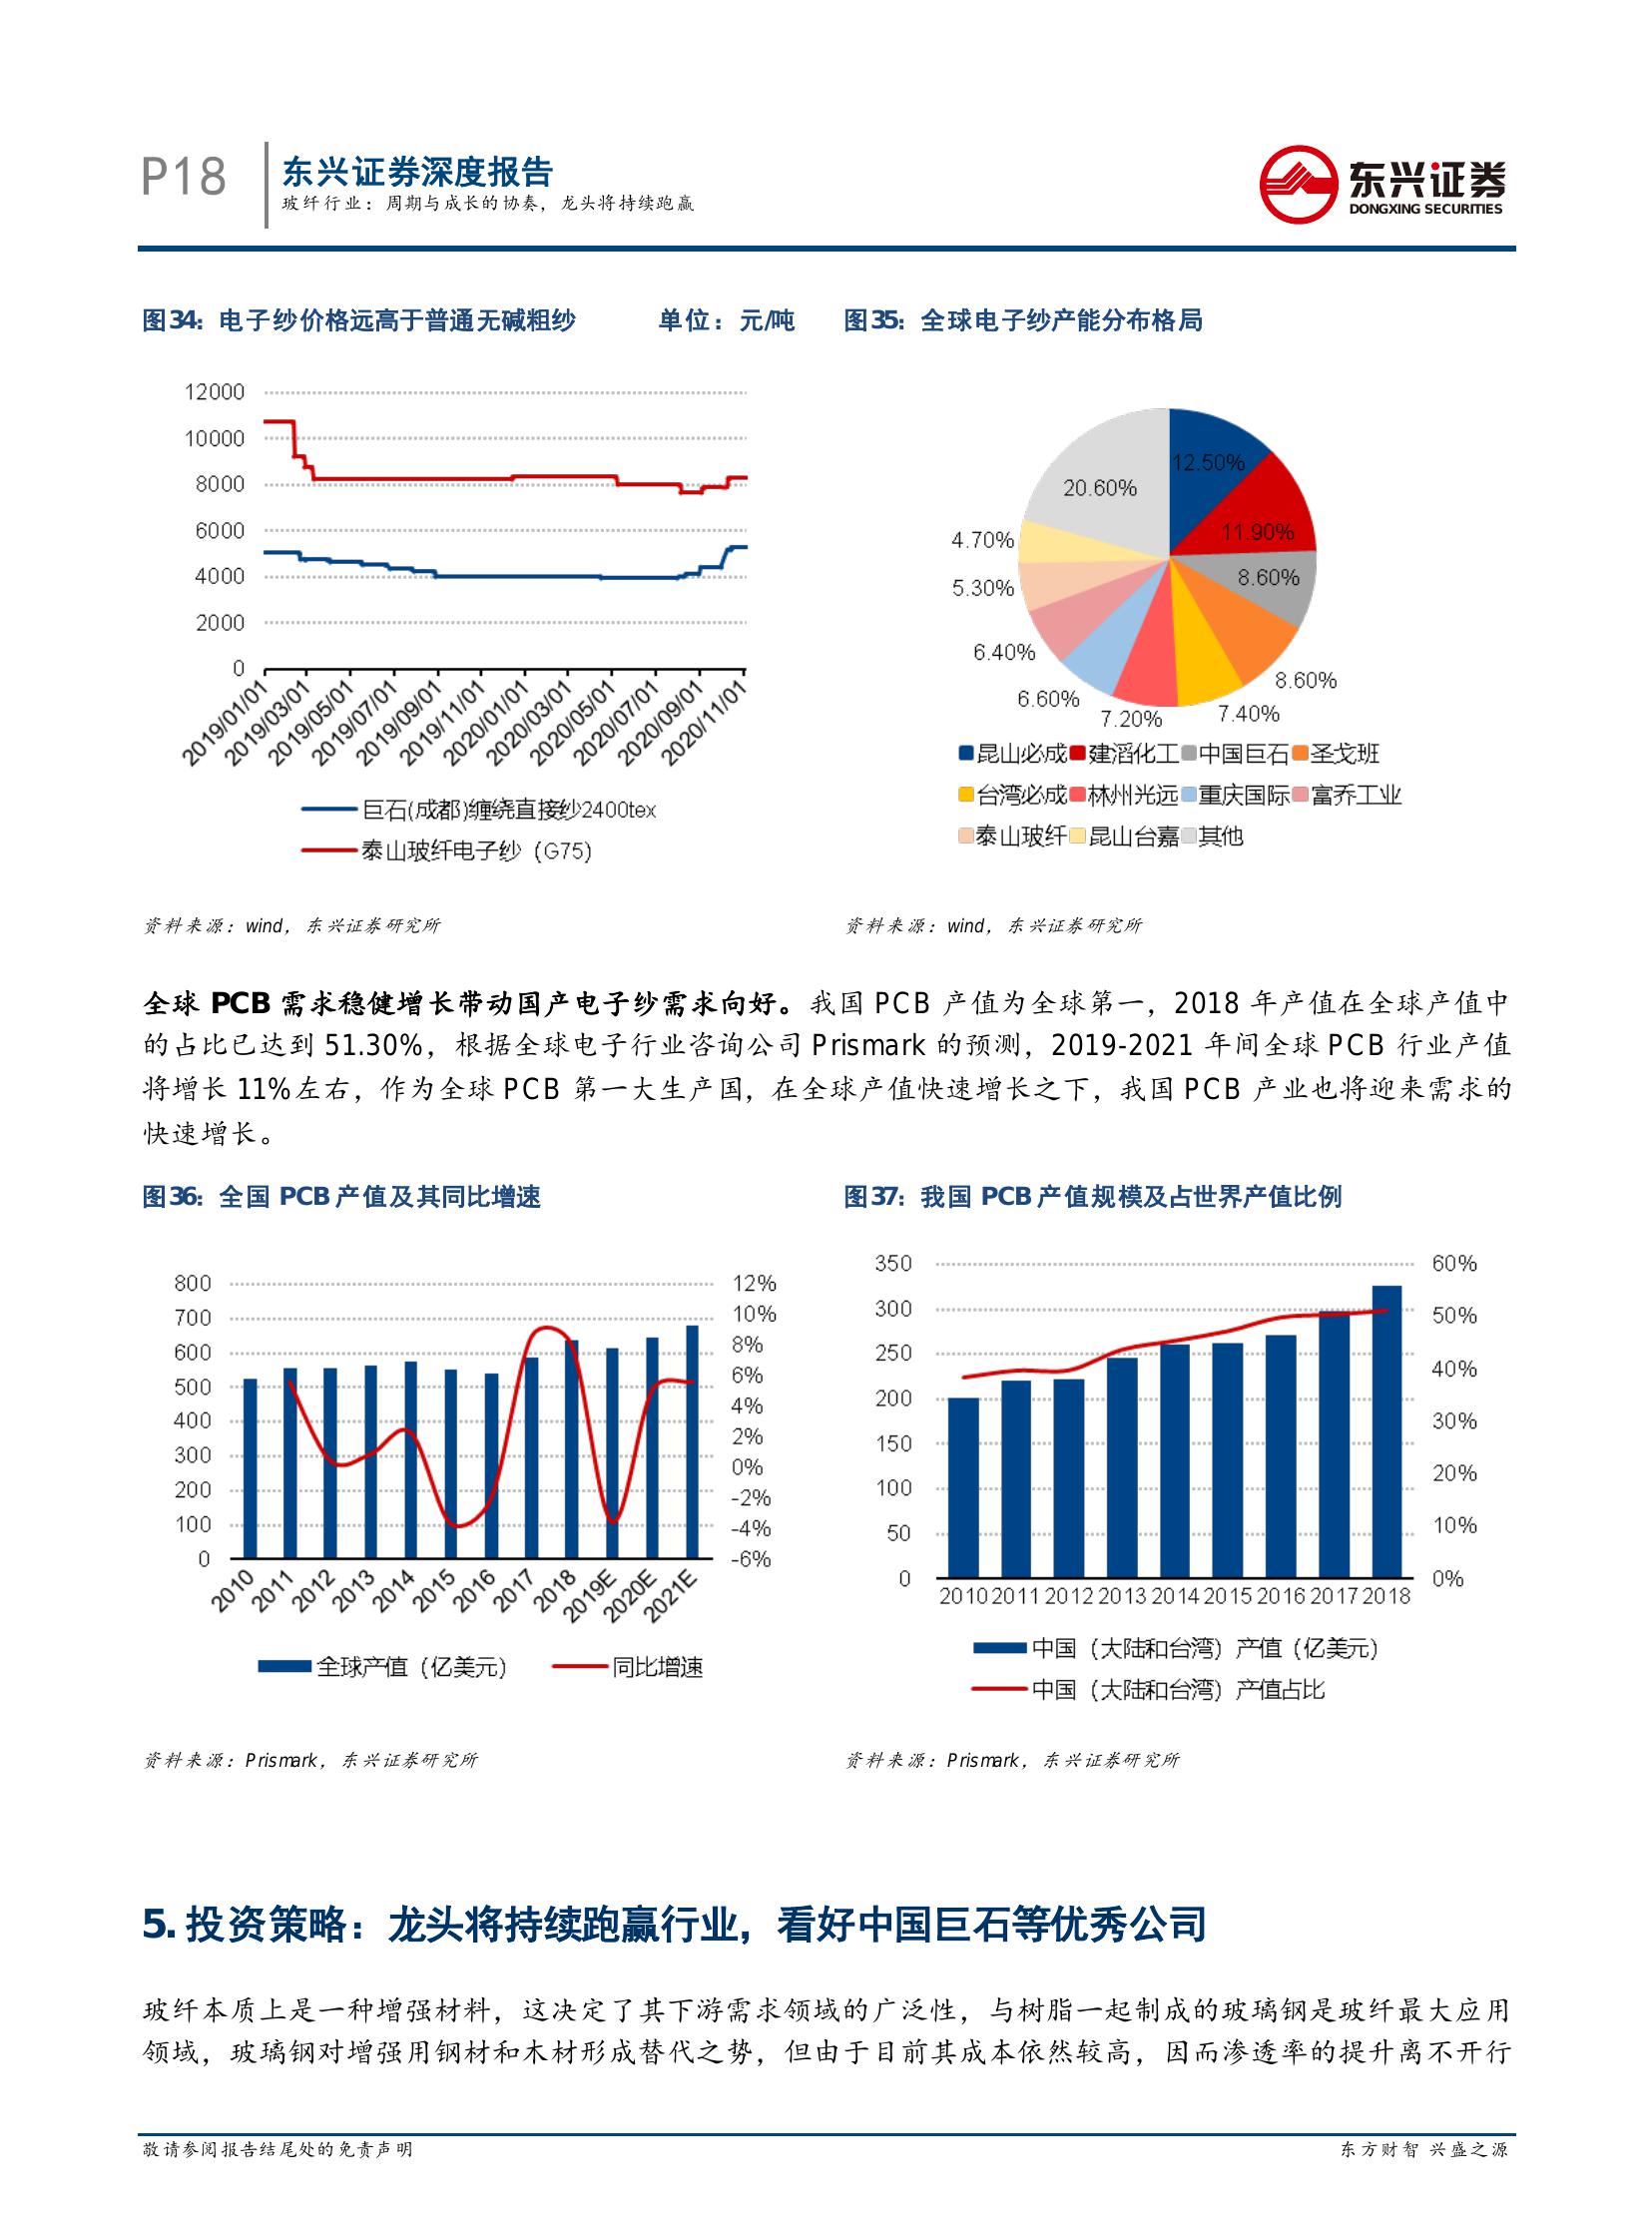 P18
东兴证券深度报告
玻纤行业：周期与成长的协奏，龙头将持续跑赢
东兴证券
DONGXING SECURITIES
图34：电子纱价格远高于普通无碱粗纱 单位：元/吨
12000
10000
8000
6000
4000
2000
0
2019/01/01
2019/03/01
2019/05/01
2019/07/01
2019/09/01
2019/11/01
2020/01/01
2020/03/01
2020/05/01
2020/07/01
2020/09/01
2020/11/01
巨石(成都)缠绕直接纱2400tex
泰山玻纤电子纱（G75）
资料来源：wind，东兴证券研究所
图35：全球电子纱产能分布格局
12.50%
11.90%
8.60%
8.60%
7.40%
7.20%
6.60%
6.40%
5.30%
4.70%
20.60%
昆山必成 建滔化工 中国巨石 圣戈班
台湾必成 林州光远 重庆国际 富乔工业
泰山玻纤 昆山台嘉 其他
资料来源：wind，东兴证券研究所
全球 PCB 需求稳健增长带动国产电子纱需求向好。我国 PCB 产值为全球第一，2018 年产值在全球产值中
的占比已达到 51.30%，根据全球电子行业咨询公司 Prismark 的预测，2019-2021 年间全球 PCB 行业产值
将增长 11%左右，作为全球 PCB 第一大生产国，在全球产值快速增长之下，我国 PCB 产业也将迎来需求的
快速增长。
图36：全国 PCB 产值及其同比增速
800
700
600
500
400
300
200
100
0
12%
10%
8%
6%
4%
2%
0%
-2%
-4%
-6%
2010
2011
2012
2013
2014
2015
2016
2017
2018
2019E
2020E
2021E
全球产值（亿美元） 同比增速
资料来源：Prismark，东兴证券研究所
图37：我国 PCB 产值规模及占世界产值比例
350
300
250
200
150
100
50
0
60%
50%
40%
30%
20%
10%
0%
2010 2011 2012 2013 2014 2015 2016 2017 2018
中国（大陆和台湾）产值（亿美元）
中国（大陆和台湾）产值占比
资料来源：Prismark，东兴证券研究所
5. 投资策略：龙头将持续跑赢行业，看好中国巨石等优秀公司
玻纤本质上是一种增强材料，这决定了其下游需求领域的广泛性，与树脂一起制成的玻璃钢是玻纤最大应用
领域，玻璃钢对增强用钢材和木材形成替代之势，但由于目前其成本依然较高，因而渗透率的提升离不开行
敬请参阅报告结尾处的免责声明
东方财智 兴盛之源